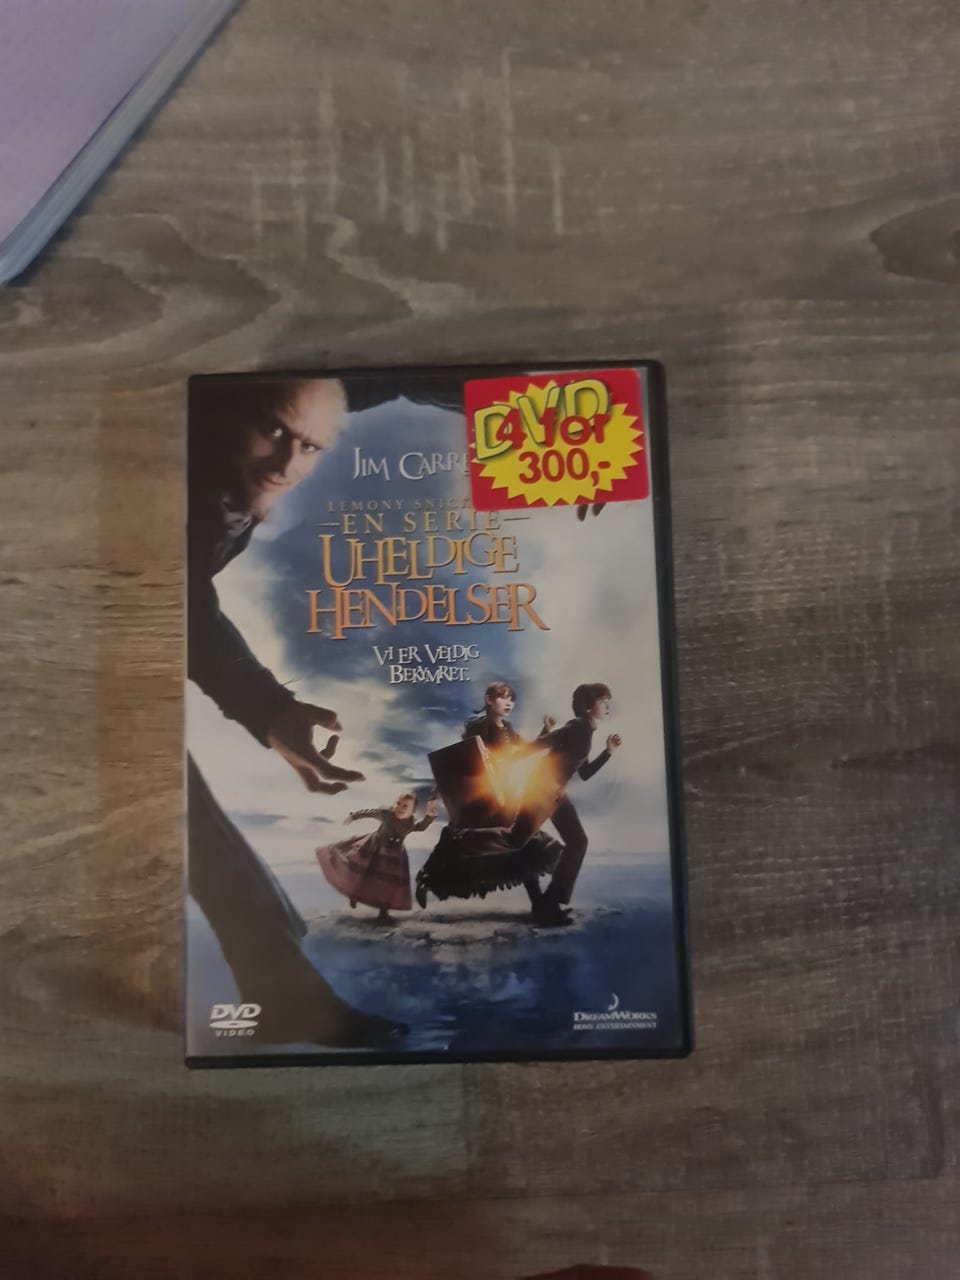 DVD
4 for
300,-
JIM CARRE
LEMONY SNICK
-EN SERIE-
UHELDIGE
HENDELSER
VI ER VELDIG
BEKYMRET.
DVD
VIDEO
DREAMWORKS
HOME ENTERTAINMENT